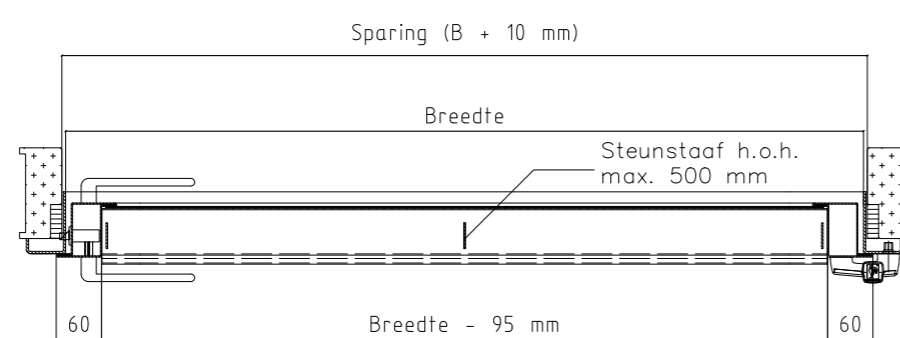 Sparing (B + 10 mm)
Breedte
Steunstaaf h.o.h.
max. 500 mm
60
Breedte - 95 mm
60